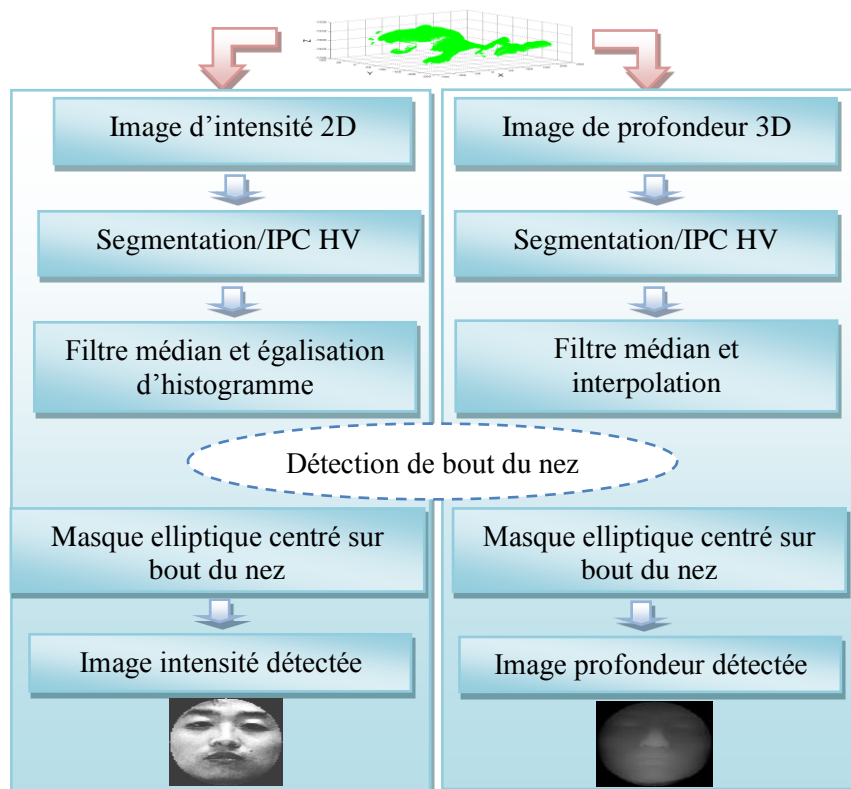 Z
Y
X
Image d'intensité 2D
Segmentation/IPC HV
Filtre médian et égalisation
d'histogramme
Image de profondeur 3D
Segmentation/IPC HV
Filtre médian et
interpolation
Détection de bout du nez
Masque elliptique centré sur
bout du nez
Image intensité détectée
Masque elliptique centré sur
bout du nez
Image profondeur détectée